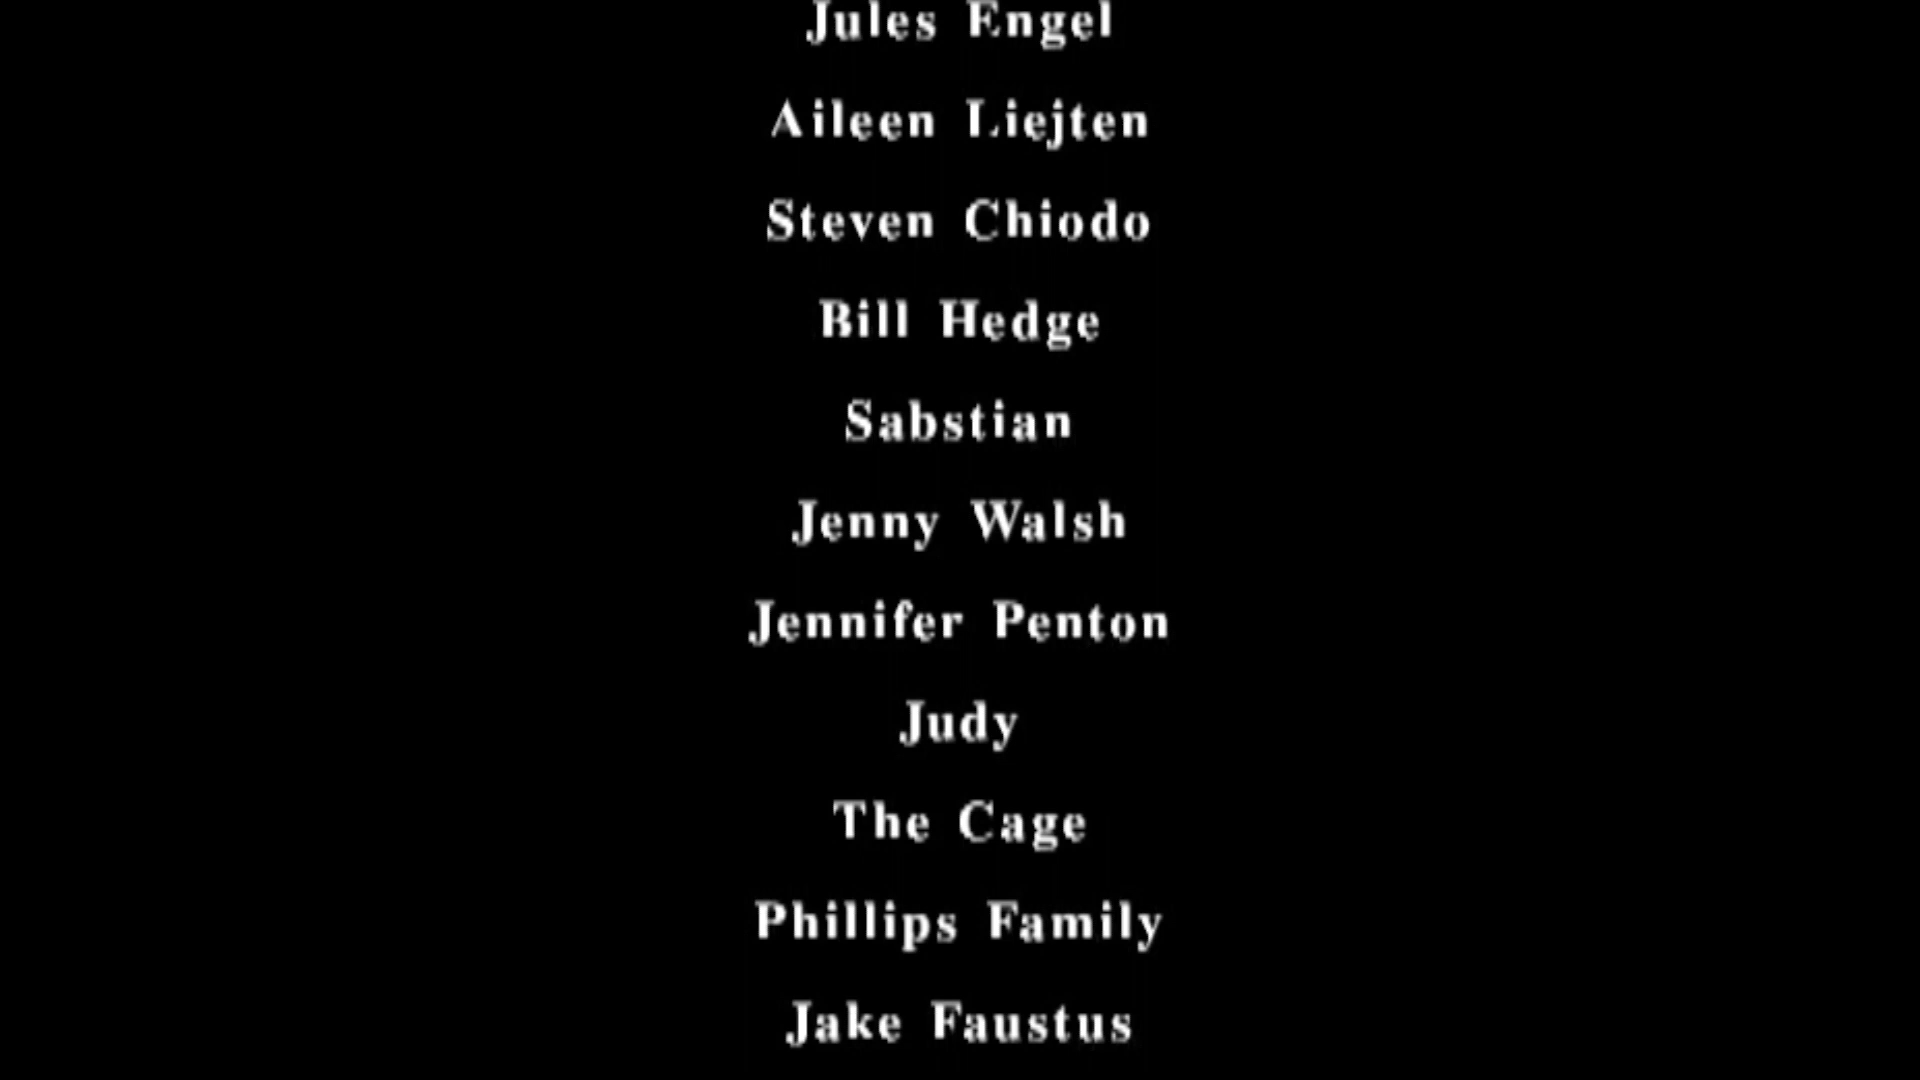 Jules Engel
Aileen Liejten
Steven Chiodo
Bill Hedge
Sabstian
Jenny Walsh
Jennifer Penton
Judy
The Cage
Phillips Family
Jake Faustus